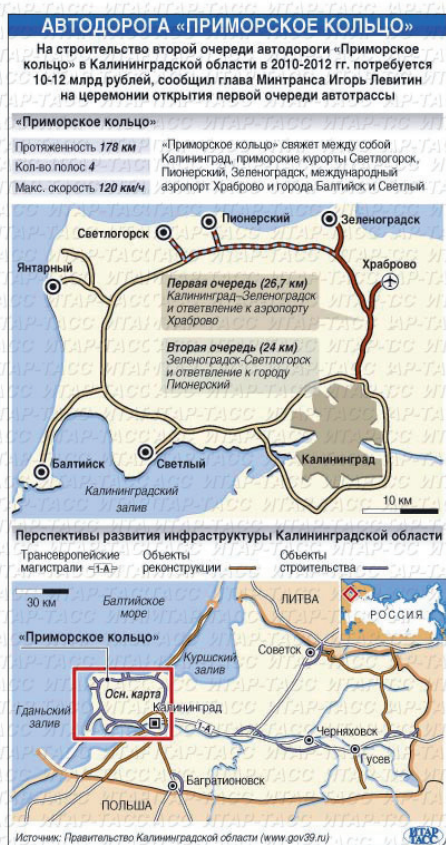 АВТОДОРОГА «ПРИМОРСКОЕ КОЛЬЦО»
На строительство второй очереди автодороги «Приморское
кольцо» в Калининградской области в 2010-2012 гг. потребуется
10-12 млрд рублей, сообщил глава Минтранса Игорь Левитин
на церемонии открытия первой очереди автотрассы
«Приморское кольцо»
Протяженность 178 км
Кол-во полос 4
Макс. скорость 120 км/ч
«Приморское кольцо» свяжет между собой
Калининград, приморские курорты Светлогорск,
Пионерский, Зеленоградск, международный
аэропорт Храброво и города Балтийск и Светлый
Пионерский
Зеленоградск
Светлогорск
Янтарный
Храброво
Первая очередь (26,7 км)
Калининград–Зеленоградск
и ответвление к аэропорту
Храброво
Вторая очередь (24 км)
Зеленоградск-Светлогорск
и ответвление к городу
Пионерский
Балтийск
Светлый
Калининград
Калининградский
залив
10 км
Перспективы развития инфраструктуры Калининградской области
Трансевропейские
магистрали 1-А
Объекты
реконструкции
Объекты
строительства
30 км
Балтийское
море
ЛИТВА
РОССИЯ
«Приморское кольцо»
Куршский
залив
Советск
Осн. карта
Гданьский
залив
Калининград
1-А
Черняховск
Гусев
Багратионовск
ПОЛЬША
Источник: Правительство Калининградской области (www.gov39.ru)
ИТАР
ТАСС